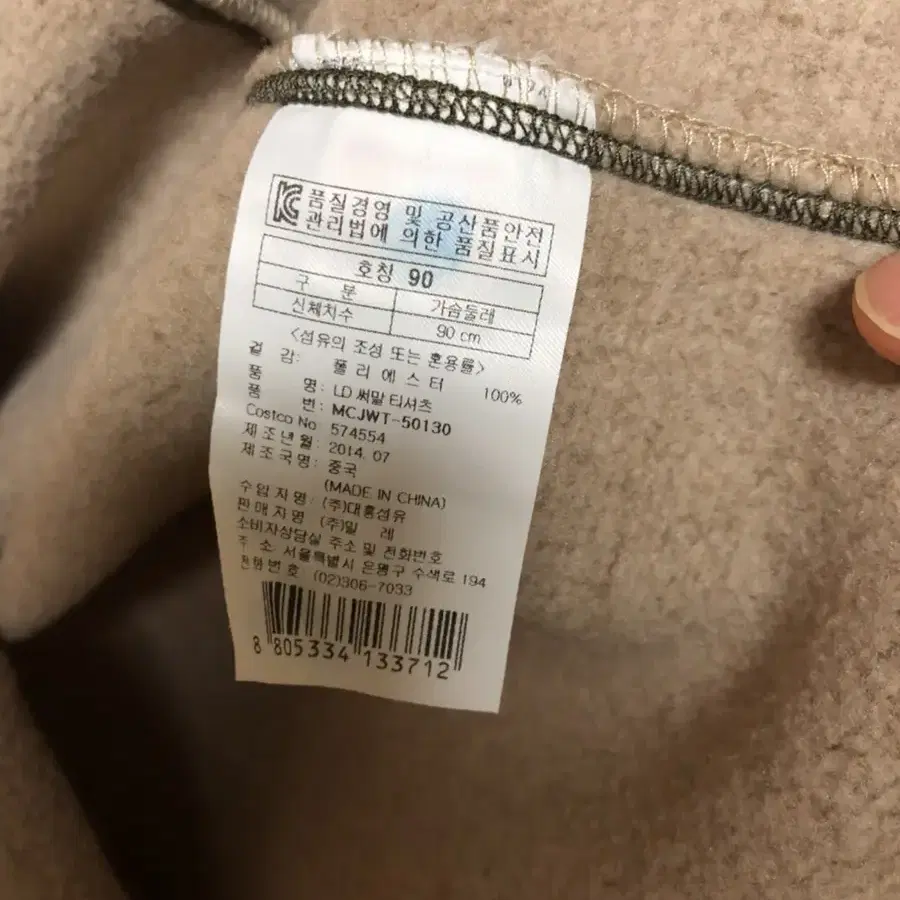 품질경영 및 공산품안전
관리법에 의한 품질표시
호칭 90
구 분 가슴둘레
신체치수 90 cm
<섬유의 조성 또는 혼용률>
겉 감: 폴리에스터 100%
품 명: LD 써말 티셔츠
품 번: MCJWT-50130
Costco No 574554
제조년월: 2014. 07
제조국명: 중국
(MADE IN CHINA)
수입자명: (주)대흥섬유
판매자명 (주)밀 레
소비자상담실 주소 및 전화번호
주 소 서울특별시 은평구 수색로 194
전화번호 (02)306-7033
8 805334 133712